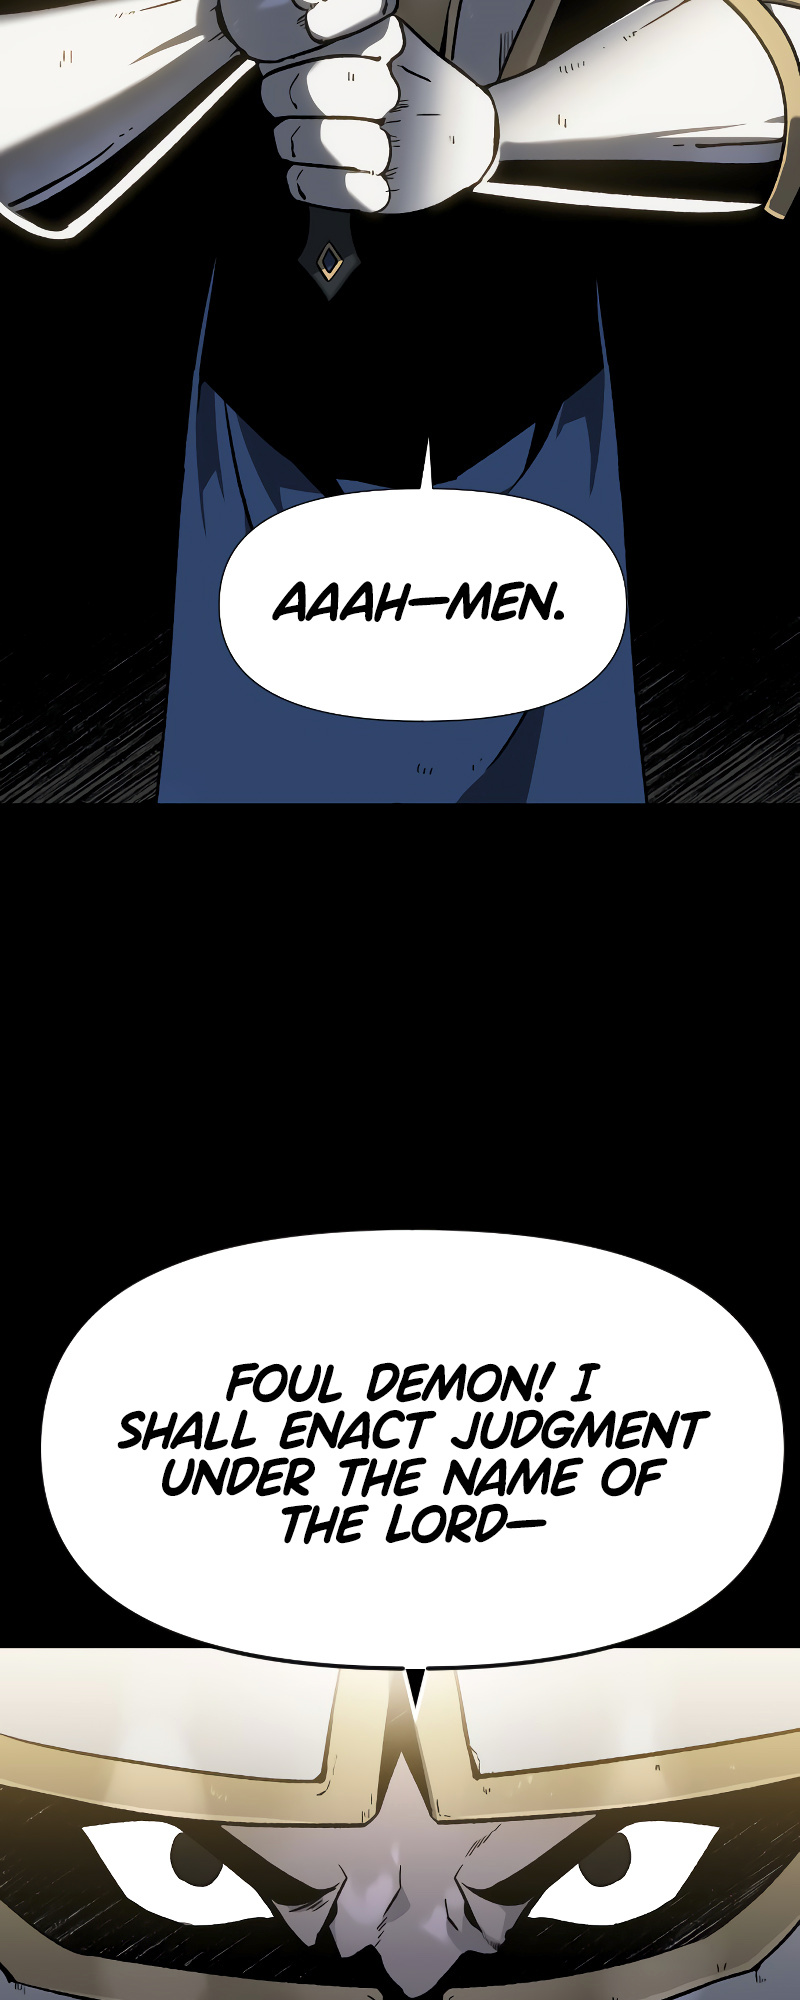 AAAH—MEN.
FOUL DEMON! I
SHALL ENACT JUDGMENT
UNDER THE NAME OF
THE LORD—